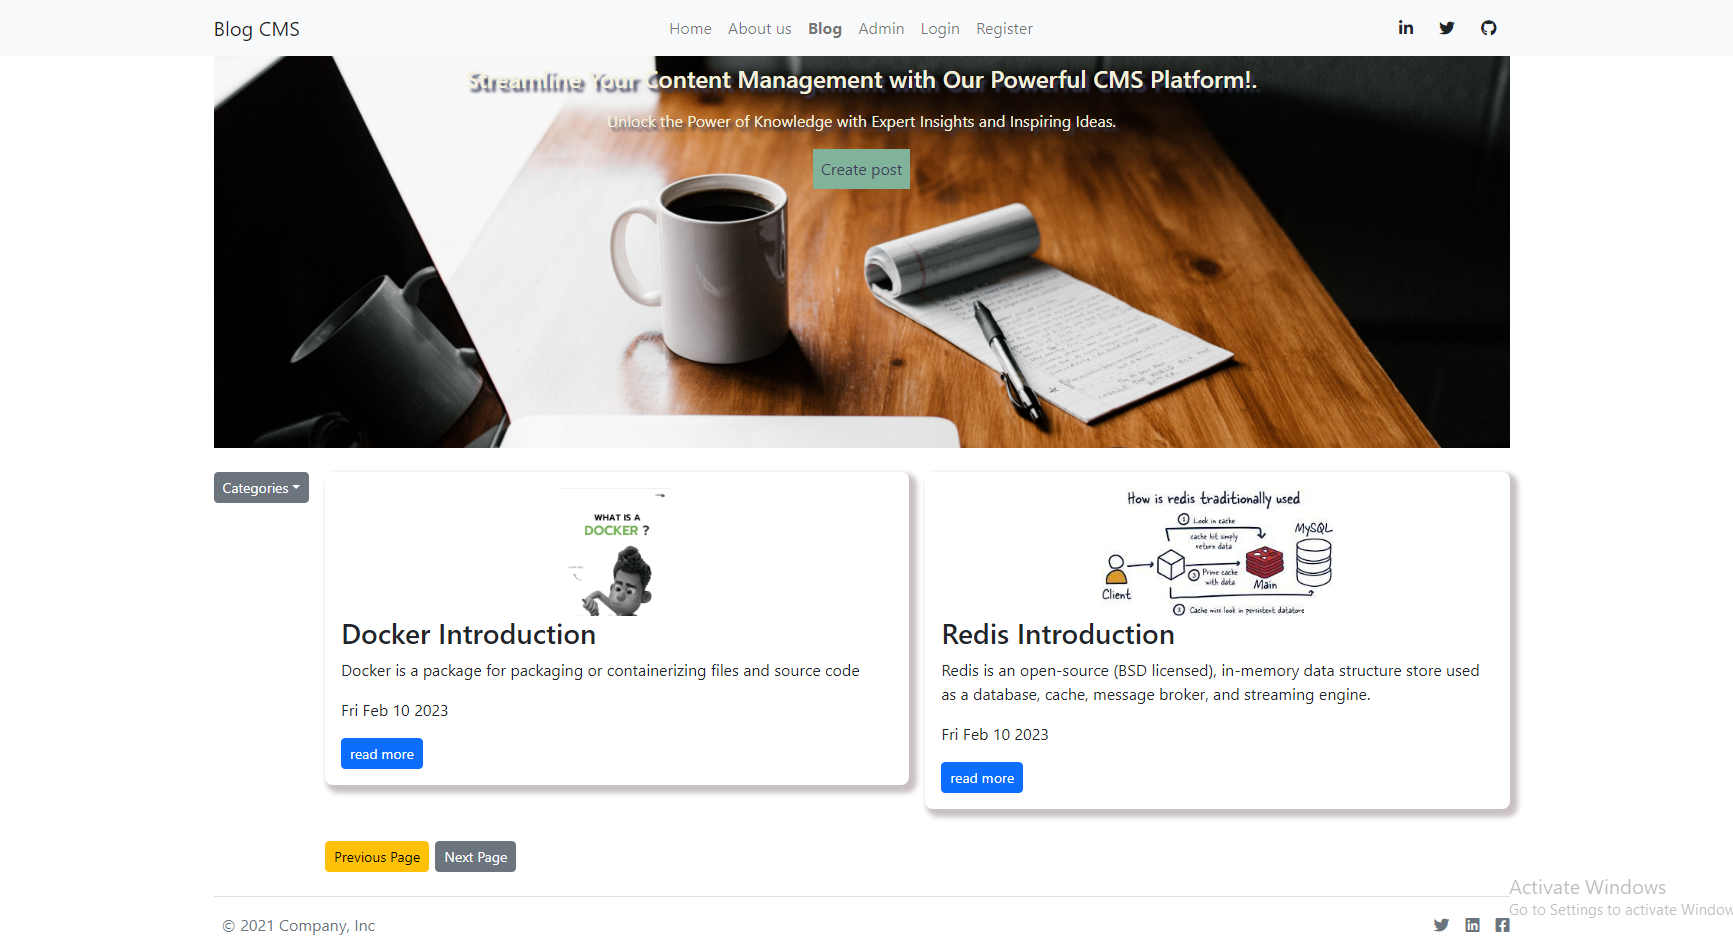 Blog CMS
Home About us Blog Admin Login Register
Streamline Your Content Management with Our Powerful CMS Platform!.
Unlock the Power of Knowledge with Expert Insights and Inspiring Ideas.
Create post
Categories
WHAT IS A
DOCKER ?
Docker Introduction
Docker is a package for packaging or containerizing files and source code
Fri Feb 10 2023
read more
How is redis traditionally used
1 Look in cache
MySQL
cache hit simply
return data
3 Prime cache
with data
Main
Client
2 Cache miss look in persistent datastore
Redis Introduction
Redis is an open-source (BSD licensed), in-memory data structure store used
as a database, cache, message broker, and streaming engine.
Fri Feb 10 2023
read more
Previous Page Next Page
Activate Windows
Go to Settings to activate Window
© 2021 Company, Inc